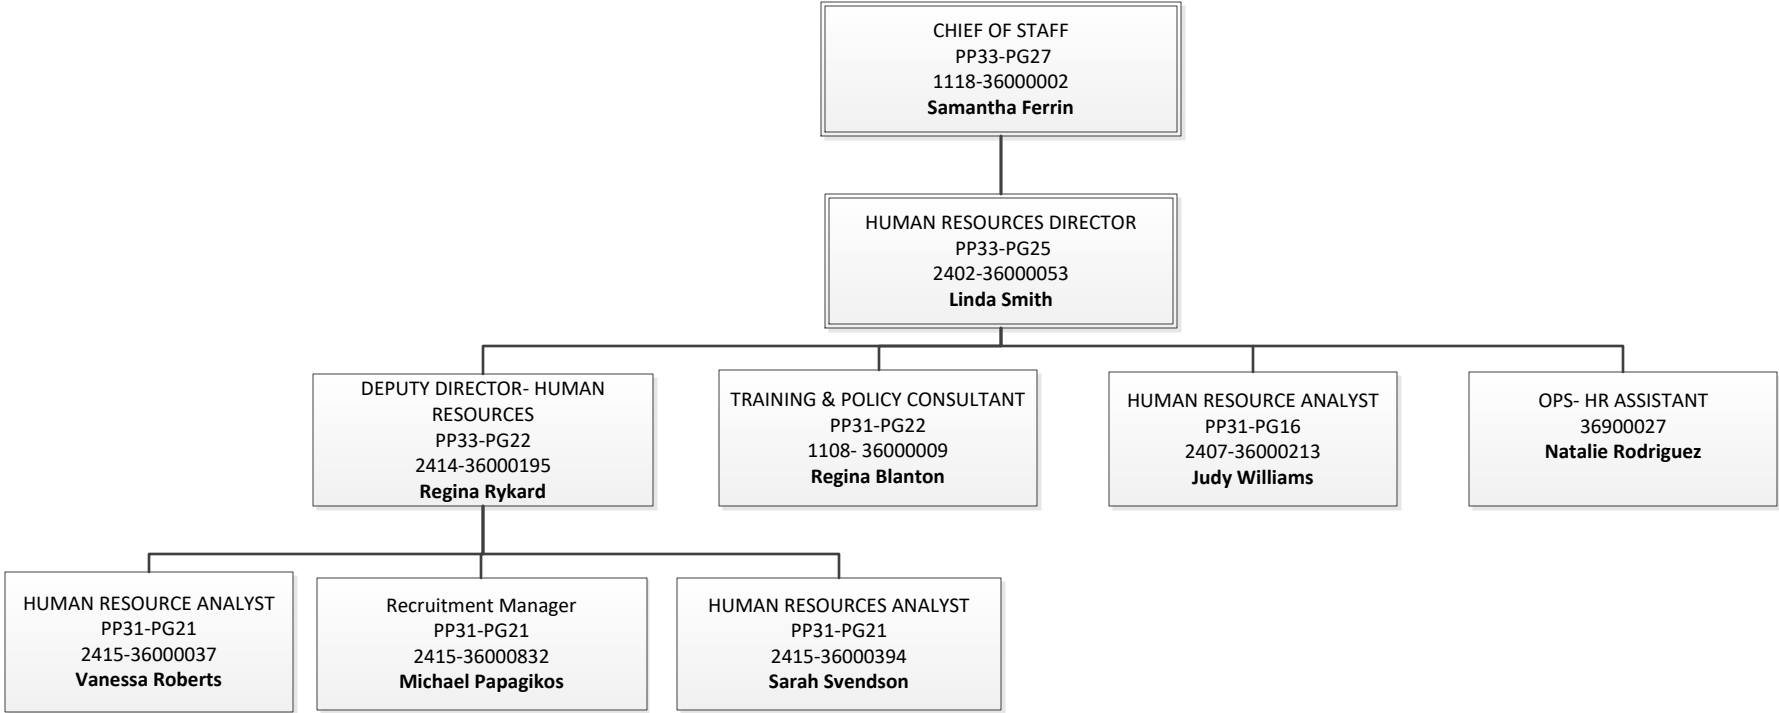 CHIEF OF STAFF
PP33-PG27
1118-36000002
Samantha Ferrin
HUMAN RESOURCES DIRECTOR
PP33-PG25
2402-36000053
Linda Smith
DEPUTY DIRECTOR- HUMAN
RESOURCES
PP33-PG22
2414-36000195
Regina Rykard
TRAINING & POLICY CONSULTANT
PP31-PG22
1108- 36000009
Regina Blanton
HUMAN RESOURCE ANALYST
PP31-PG16
2407-36000213
Judy Williams
OPS- HR ASSISTANT
36900027
Natalie Rodriguez
HUMAN RESOURCE ANALYST
PP31-PG21
2415-36000037
Vanessa Roberts
Recruitment Manager
PP31-PG21
2415-36000832
Michael Papagikos
HUMAN RESOURCES ANALYST
PP31-PG21
2415-36000394
Sarah Svendson